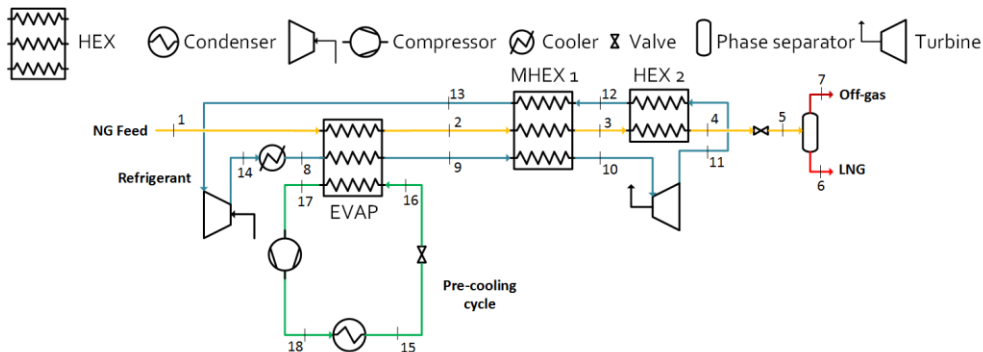 HEX
Condenser
Compressor
Cooler
Valve
Phase separator
Turbine
MHEX 1
HEX 2
13
12
7
Off-gas
NG Feed
1
2
3
4
5
Refrigerant
14
8
9
10
11
6
LNG
17
16
EVAP
Pre-cooling
cycle
18
15